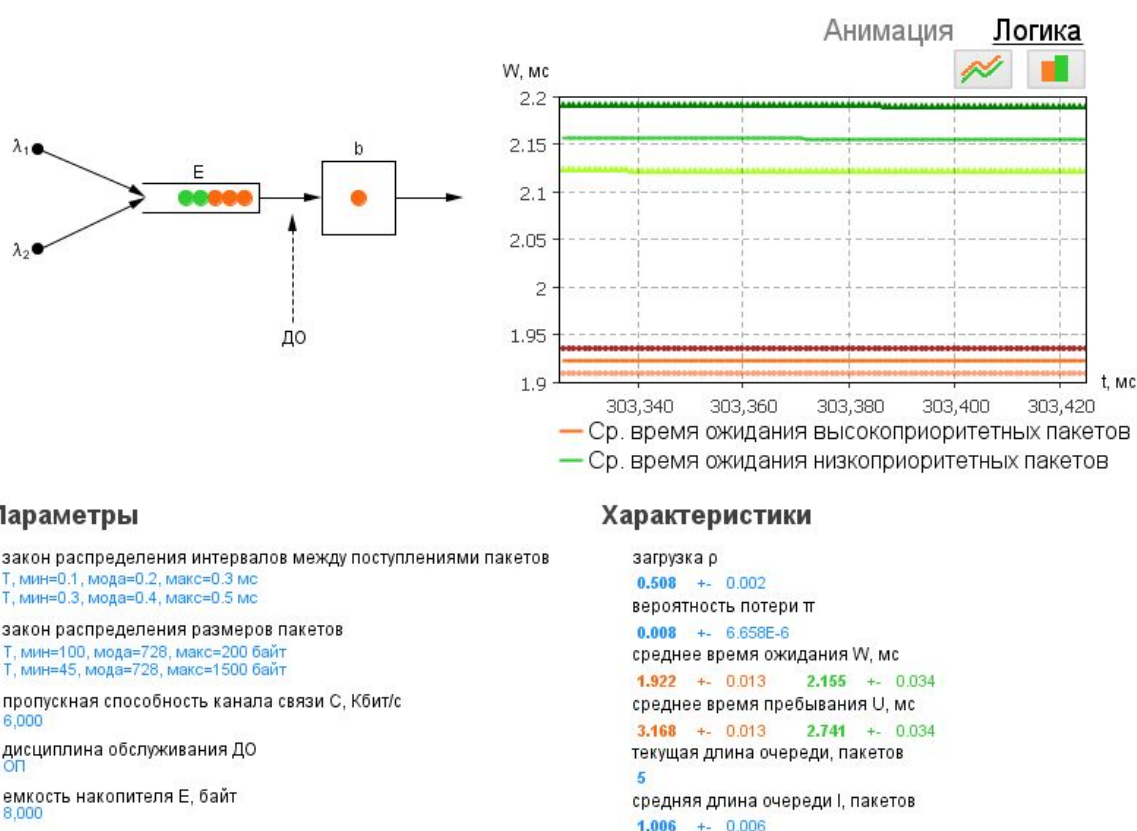 Анимация Логика
W, мс
2.2
2.15
2.1
2.05
2
1.95
1.9
303,340 303,360 303,380 303,400 303,420
t, мс
Ср. время ожидания высокоприоритетных пакетов
Ср. время ожидания низкоприоритетных пакетов
λ1
λ2
E
b
ДО
Параметры
закон распределения интервалов между поступлениями пакетов
T, мин=0.1, мода=0.2, макс=0.3 мс
T, мин=0.3, мода=0.4, макс=0.5 мс
закон распределения размеров пакетов
T, мин=100, мода=728, макс=200 байт
T, мин=45, мода=728, макс=1500 байт
пропускная способность канала связи C, Кбит/с
6,000
дисциплина обслуживания ДО
ОП
емкость накопителя E, байт
8,000
Характеристики
загрузка ρ
0.508 +- 0.002
вероятность потери π
0.008 +- 6.658E-6
среднее время ожидания W, мс
1.922 +- 0.013 2.155 +- 0.034
среднее время пребывания U, мс
3.168 +- 0.013 2.741 +- 0.034
текущая длина очереди, пакетов
5
средняя длина очереди l, пакетов
1.006 +- 0.006